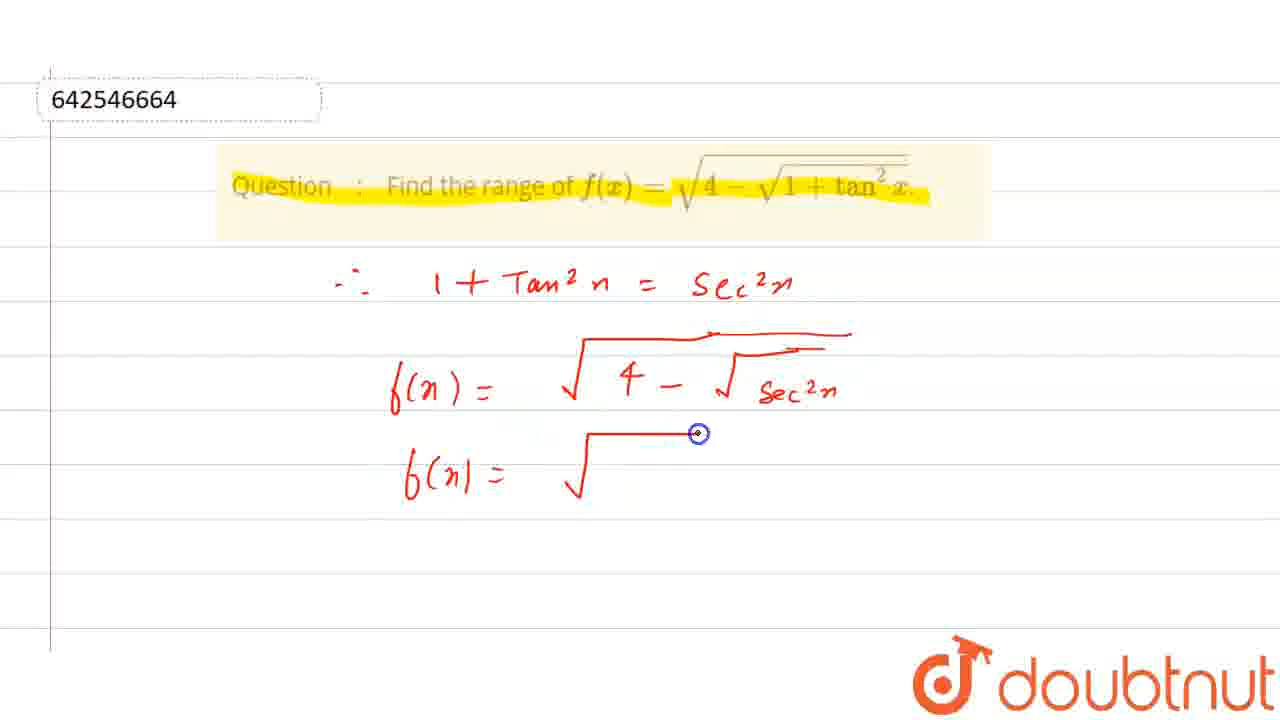 642546664
Question : Find the range of f(x) = √(4 − √(1 + tan² x)).
∴ 1 + Tan² x = Sec² x
f(x) = √(4 − √(Sec² x))
f(x) = √
doubtnut